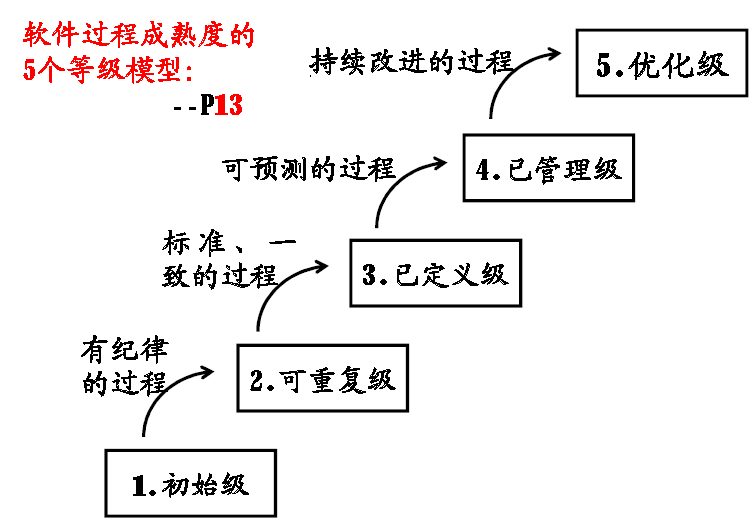 软件过程成熟度的
5个等级模型:
--P13
持续改进的过程
5.优化级
可预测的过程
4.已管理级
标准、一
致的过程
3.已定义级
有纪律
的过程
2.可重复级
1.初始级